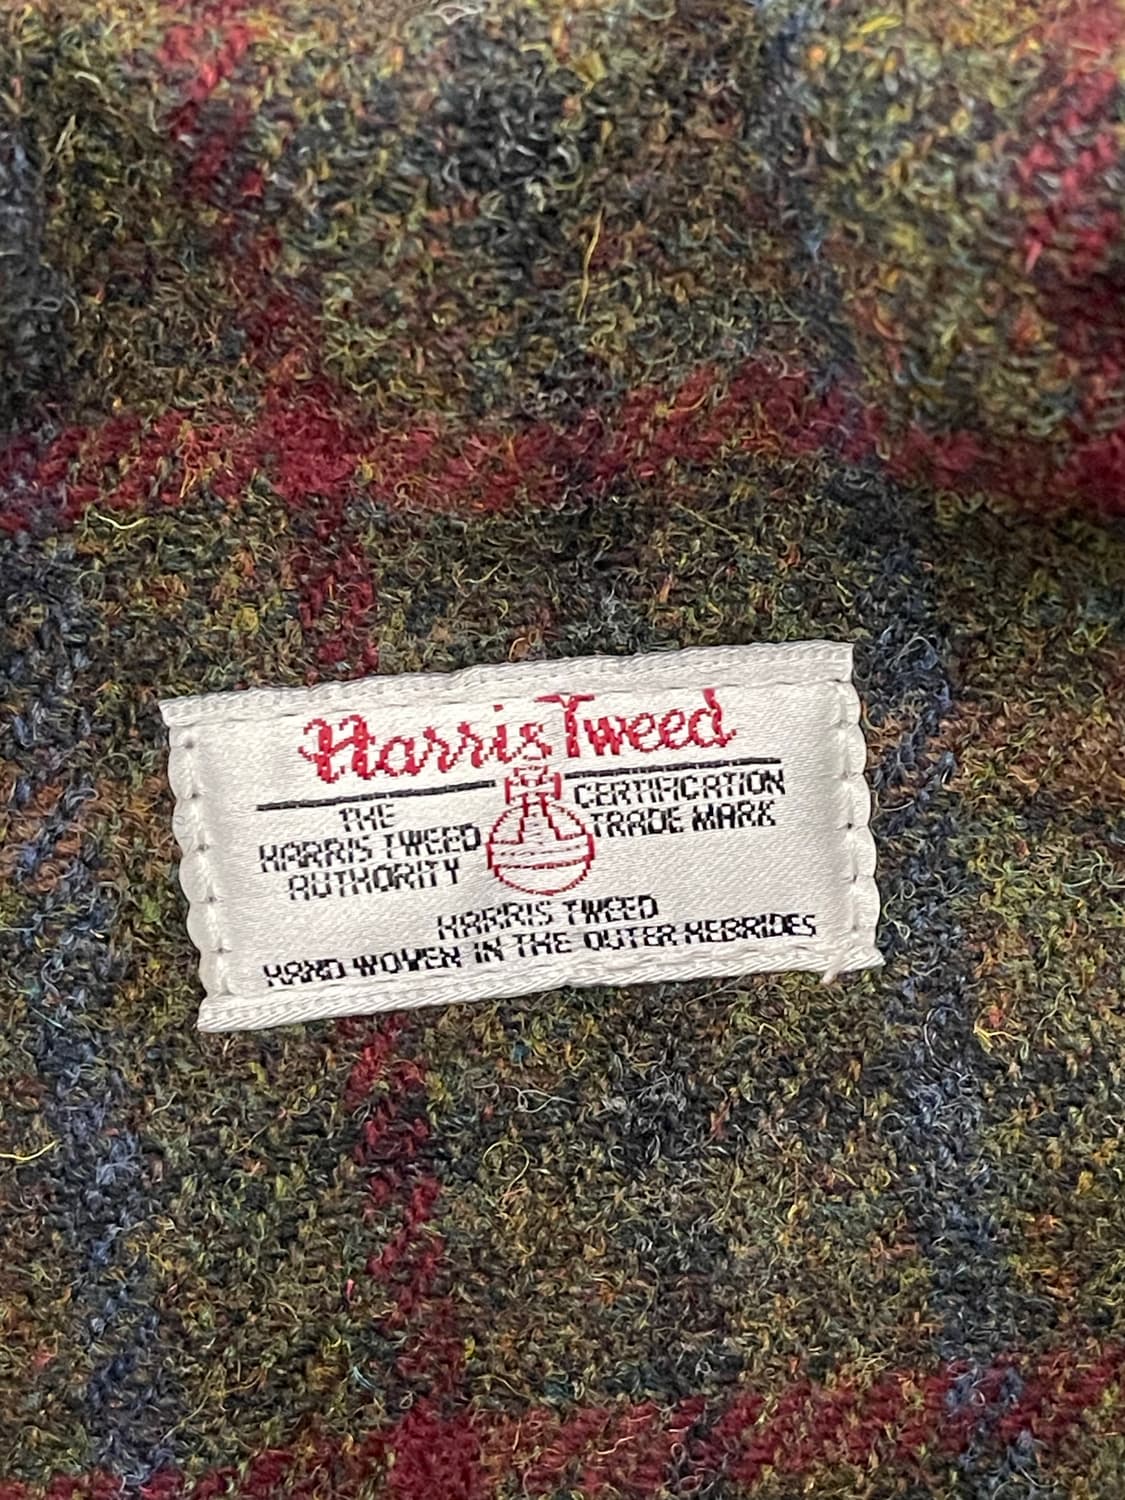 Harris Tweed
THE
HARRIS TWEED
AUTHORITY
CERTIFICATION
TRADE MARK
HARRIS TWEED
HAND WOVEN IN THE OUTER HEBRIDES